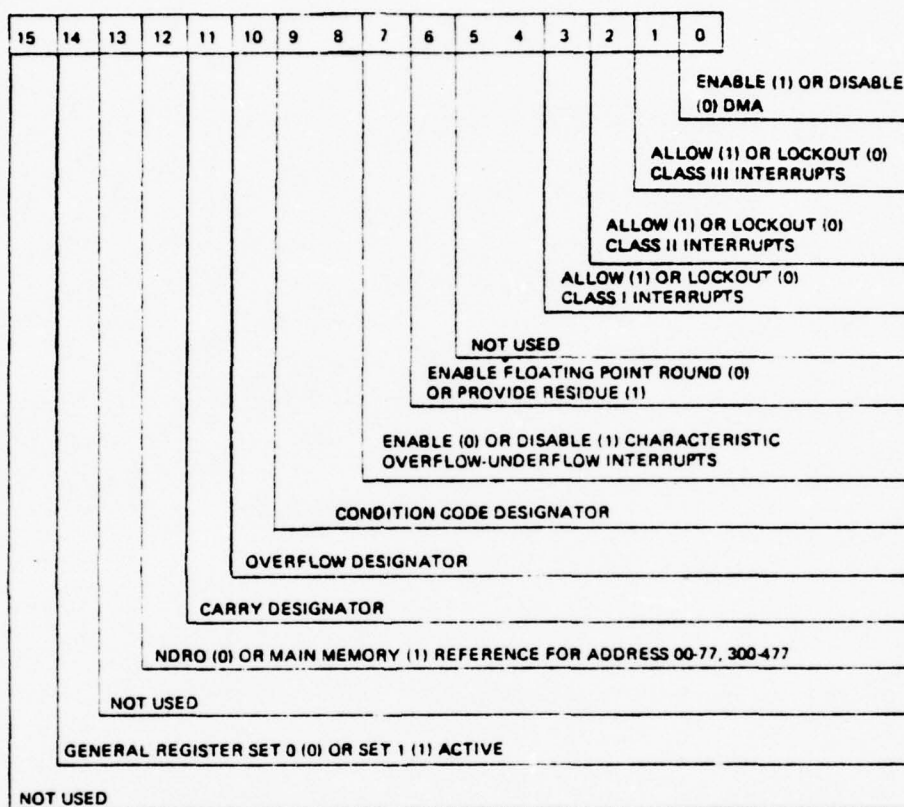 15 14 13 12 11 10 9 8 7 6 5 4 3 2 1 0
ENABLE (1) OR DISABLE
(0) DMA
ALLOW (1) OR LOCKOUT (0)
CLASS III INTERRUPTS
ALLOW (1) OR LOCKOUT (0)
CLASS II INTERRUPTS
ALLOW (1) OR LOCKOUT (0)
CLASS I INTERRUPTS
NOT USED
ENABLE FLOATING POINT ROUND (0)
OR PROVIDE RESIDUE (1)
ENABLE (0) OR DISABLE (1) CHARACTERISTIC
OVERFLOW-UNDERFLOW INTERRUPTS
CONDITION CODE DESIGNATOR
OVERFLOW DESIGNATOR
CARRY DESIGNATOR
NDRO (0) OR MAIN MEMORY (1) REFERENCE FOR ADDRESS 00-77, 300-477
NOT USED
GENERAL REGISTER SET 0 (0) OR SET 1 (1) ACTIVE
NOT USED